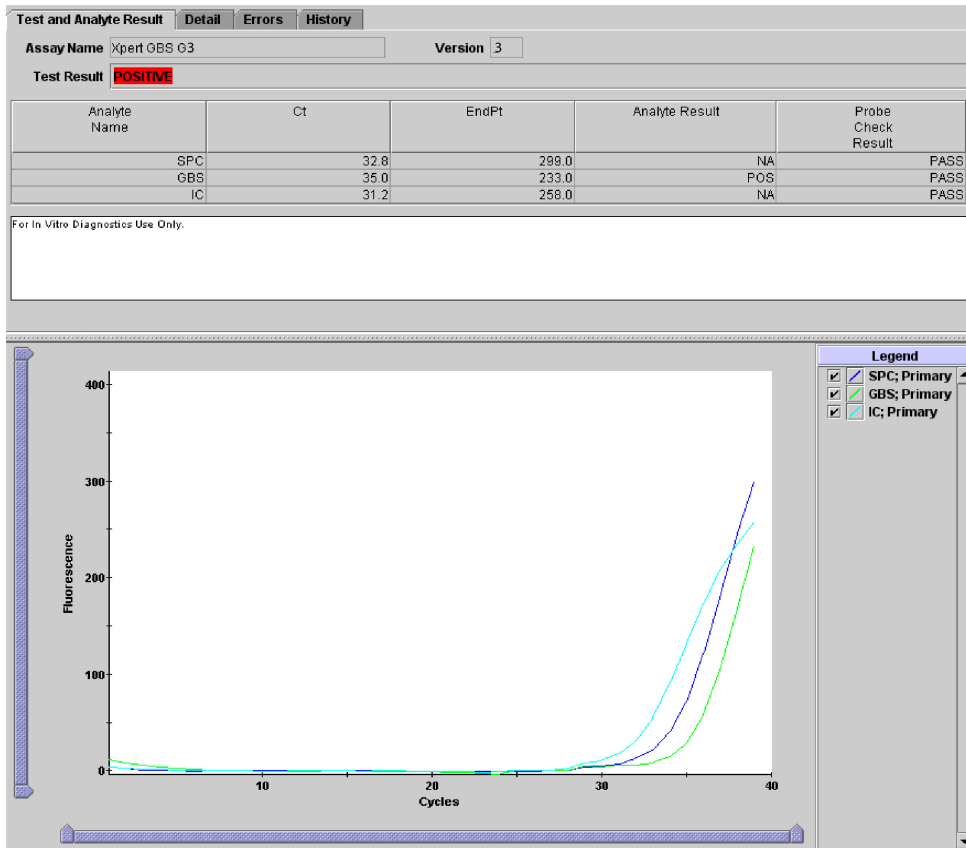 Test and Analyte Result Detail Errors History
Assay Name Xpert GBS G3 Version 3
Test Result POSITIVE
Analyte Name Ct EndPt Analyte Result Probe Check Result
SPC 32.8 299.0 NA PASS
GBS 35.0 233.0 POS PASS
IC 31.2 258.0 NA PASS
For In Vitro Diagnostics Use Only.
Legend
SPC; Primary
GBS; Primary
IC; Primary
400
300
200
100
0
Fluorescence
10 20 30 40
Cycles